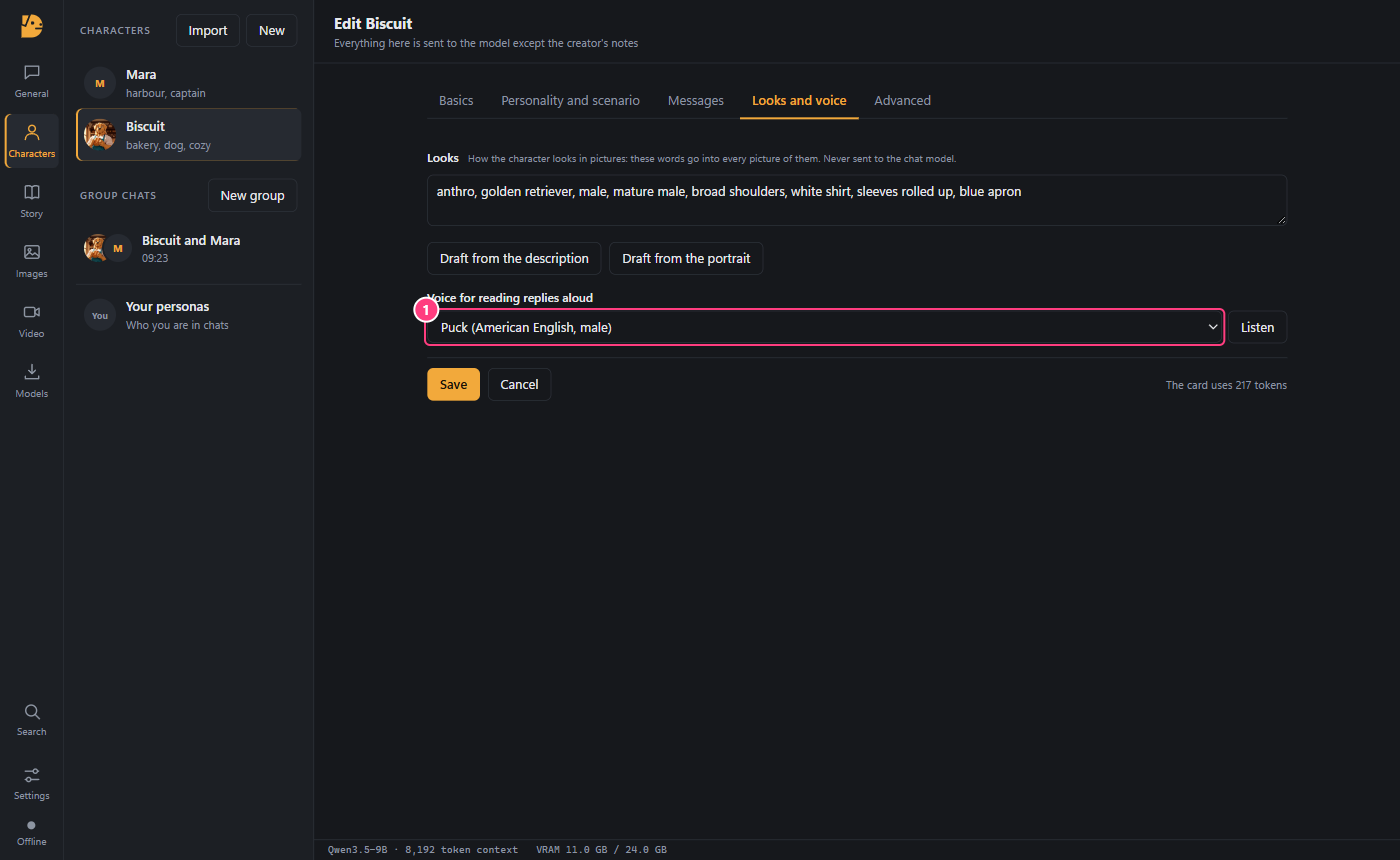 General
Characters
Story
Images
Video
Models
Search
Settings
Offline
CHARACTERS
Import
New
M
Mara
harbour, captain
Biscuit
bakery, dog, cozy
GROUP CHATS
New group
M
Biscuit and Mara
09:23
You
Your personas
Who you are in chats
Edit Biscuit
Everything here is sent to the model except the creator's notes
Basics
Personality and scenario
Messages
Looks and voice
Advanced
Looks How the character looks in pictures: these words go into every picture of them. Never sent to the chat model.
anthro, golden retriever, male, mature male, broad shoulders, white shirt, sleeves rolled up, blue apron
Draft from the description
Draft from the portrait
Voice for reading replies aloud
1
Puck (American English, male)
Listen
Save
Cancel
The card uses 217 tokens
Qwen3.5-9B · 8,192 token context VRAM 11.0 GB / 24.0 GB